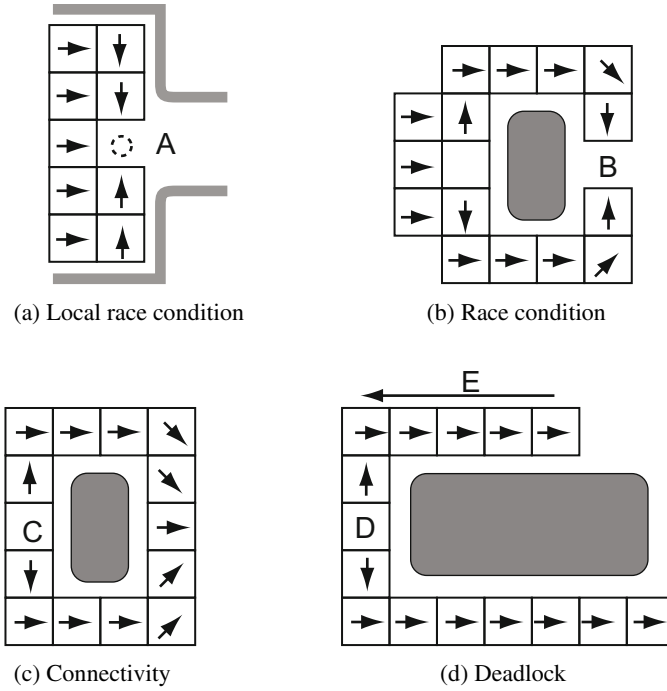 A
B
(a) Local race condition
(b) Race condition
E
C
D
(c) Connectivity
(d) Deadlock